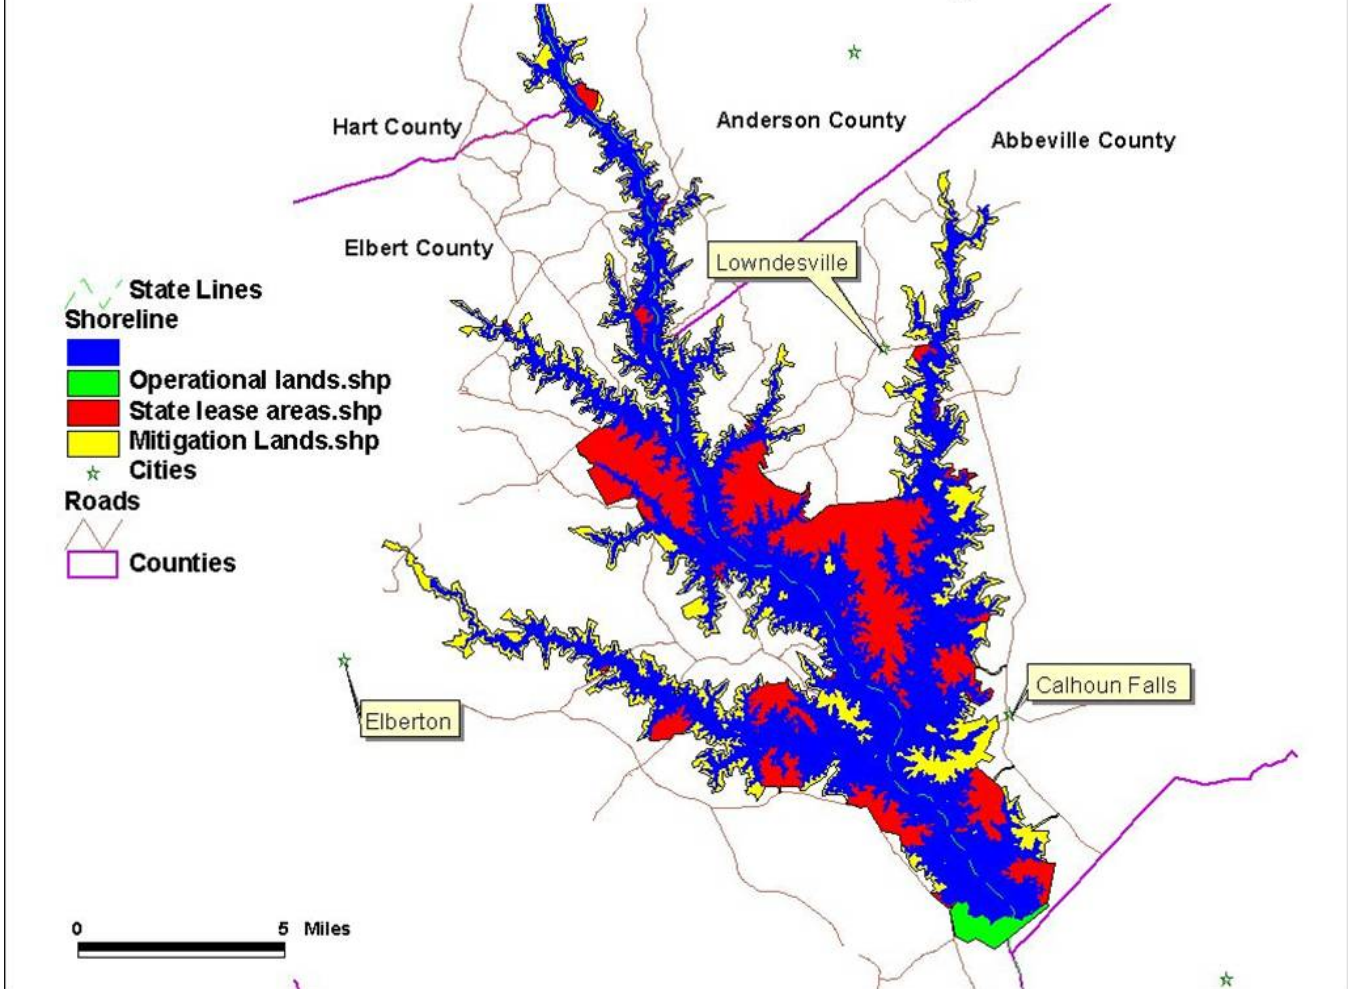 Hart County
Anderson County
Abbeville County
Elbert County
Lowndesville
State Lines
Shoreline
Operational lands.shp
State lease areas.shp
Mitigation Lands.shp
Cities
Roads
Counties
Calhoun Falls
Elberton
0 5 Miles